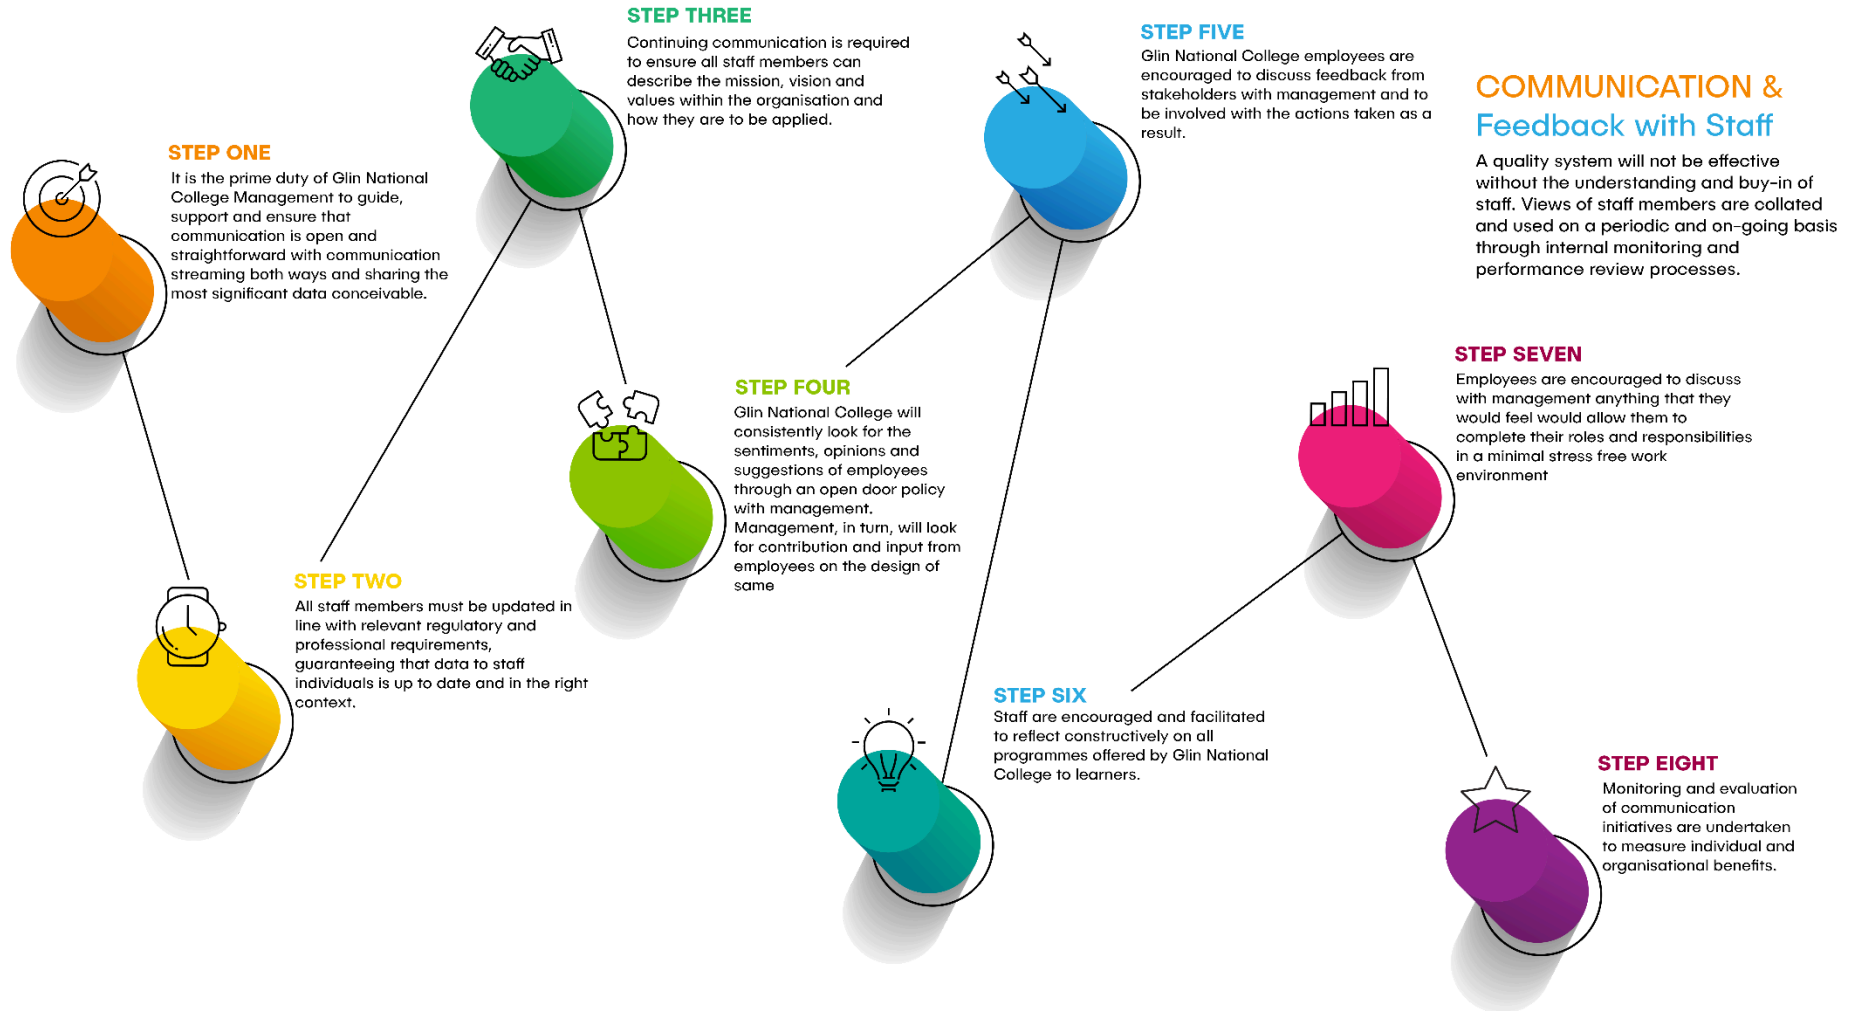 STEP ONE
It is the prime duty of Glin National
College Management to guide,
support and ensure that
communication is open and
straightforward with communication
streaming both ways and sharing the
most significant data conceivable.
STEP TWO
All staff members must be updated in
line with relevant regulatory and
professional requirements,
guaranteeing that data to staff
individuals is up to date and in the right
context.
STEP THREE
Continuing communication is required
to ensure all staff members can
describe the mission, vision and
values within the organisation and
how they are to be applied.
STEP FOUR
Glin National College will
consistently look for the
sentiments, opinions and
suggestions of employees
through an open door policy
with management.
Management, in turn, will look
for contribution and input from
employees on the design of
same
STEP FIVE
Glin National College employees are
encouraged to discuss feedback from
stakeholders with management and to
be involved with the actions taken as a
result.
STEP SIX
Staff are encouraged and facilitated
to reflect constructively on all
programmes offered by Glin National
College to learners.
COMMUNICATION &
Feedback with Staff
A quality system will not be effective
without the understanding and buy-in of
staff. Views of staff members are collated
and used on a periodic and on-going basis
through internal monitoring and
performance review processes.
STEP SEVEN
Employees are encouraged to discuss
with management anything that they
would feel would allow them to
complete their roles and responsibilities
in a minimal stress free work
environment
STEP EIGHT
Monitoring and evaluation
of communication
initiatives are undertaken
to measure individual and
organisational benefits.